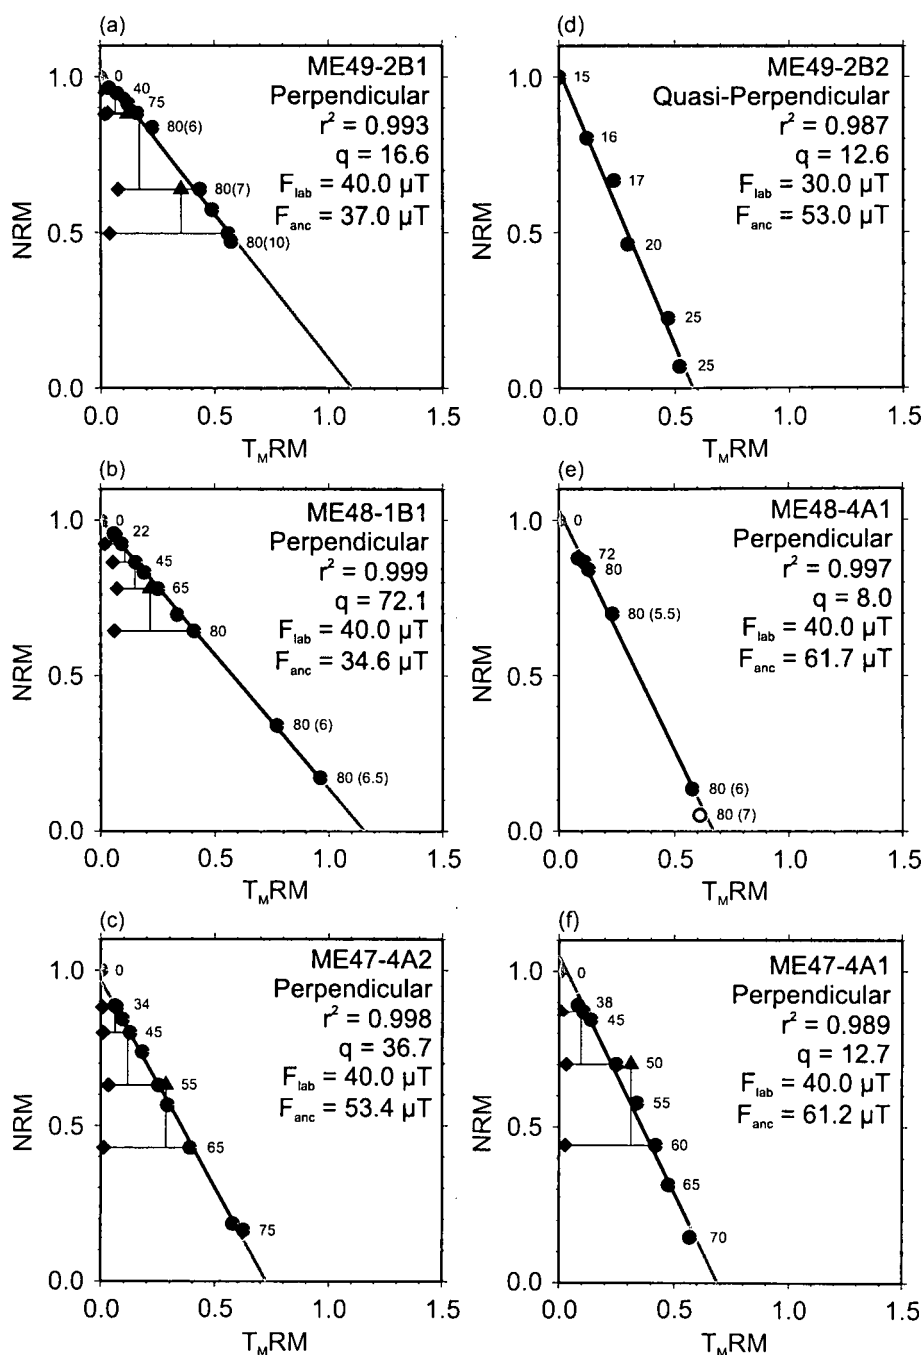 (a)
ME49-2B1
Perpendicular
r² = 0.993
q = 16.6
F_lab = 40.0 µT
F_anc = 37.0 µT
0
40
75
80(6)
80(7)
80(10)
1.0
0.5
0.0
NRM
0.0 0.5 1.0 1.5
T_MRM
(b)
ME48-1B1
Perpendicular
r² = 0.999
q = 72.1
F_lab = 40.0 µT
F_anc = 34.6 µT
0
22
45
65
80
80 (6)
80 (6.5)
1.0
0.5
0.0
NRM
0.0 0.5 1.0 1.5
T_MRM
(c)
ME47-4A2
Perpendicular
r² = 0.998
q = 36.7
F_lab = 40.0 µT
F_anc = 53.4 µT
0
34
45
55
65
75
1.0
0.5
0.0
NRM
0.0 0.5 1.0 1.5
T_MRM
(d)
ME49-2B2
Quasi-Perpendicular
r² = 0.987
q = 12.6
F_lab = 30.0 µT
F_anc = 53.0 µT
15
16
17
20
25
25
1.0
0.5
0.0
NRM
0.0 0.5 1.0 1.5
T_MRM
(e)
ME48-4A1
Perpendicular
r² = 0.997
q = 8.0
F_lab = 40.0 µT
F_anc = 61.7 µT
0
72
80
80 (5.5)
80 (6)
80 (7)
1.0
0.5
0.0
NRM
0.0 0.5 1.0 1.5
T_MRM
(f)
ME47-4A1
Perpendicular
r² = 0.989
q = 12.7
F_lab = 40.0 µT
F_anc = 61.2 µT
0
38
45
50
55
60
65
70
1.0
0.5
0.0
NRM
0.0 0.5 1.0 1.5
T_MRM